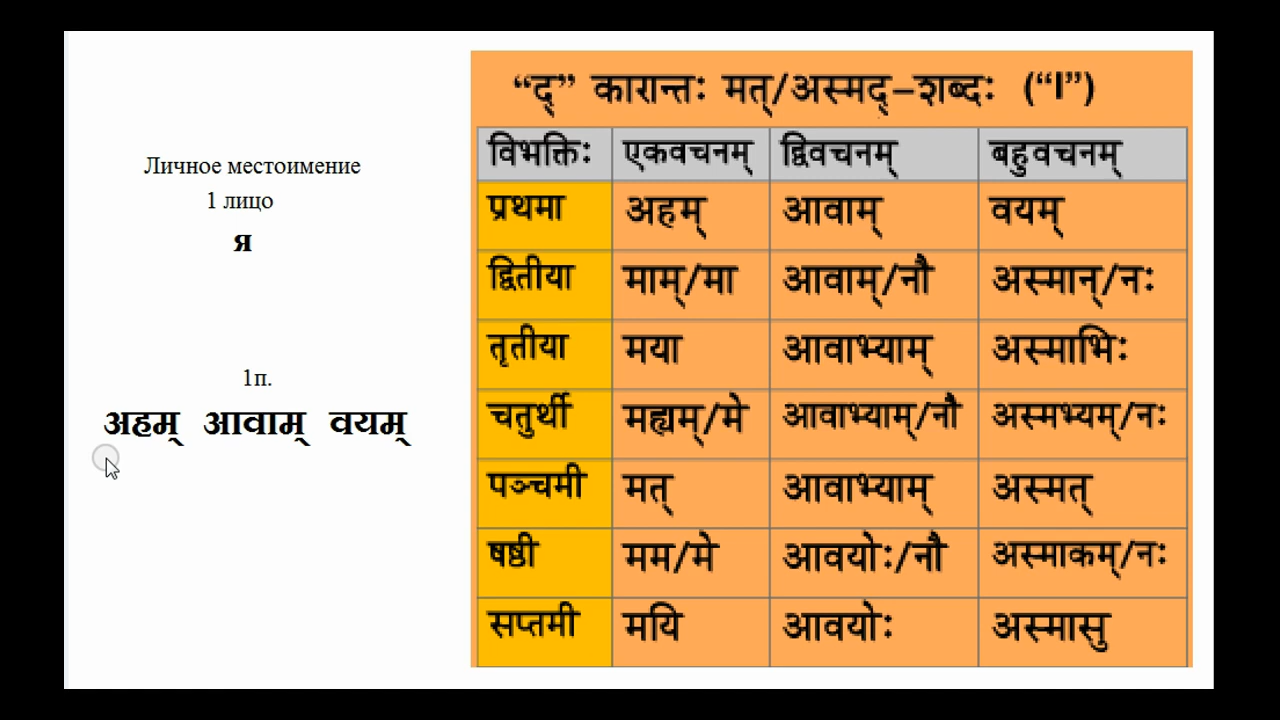 Личное местоимение
1 лицо
я
1п.
अहम् आवाम् वयम्
“द्” कारान्तः मत्/अस्मद्–शब्दः (“I”)
विभक्तिः एकवचनम् द्विवचनम् बहुवचनम्
प्रथमा अहम् आवाम् वयम्
द्वितीया माम्/मा आवाम्/नौ अस्मान्/नः
तृतीया मया आवाभ्याम् अस्माभिः
चतुर्थी मह्यम्/मे आवाभ्याम्/नौ अस्मभ्यम्/नः
पञ्चमी मत् आवाभ्याम् अस्मत्
षष्ठी मम/मे आवयोः/नौ अस्माकम्/नः
सप्तमी मयि आवयोः अस्मासु